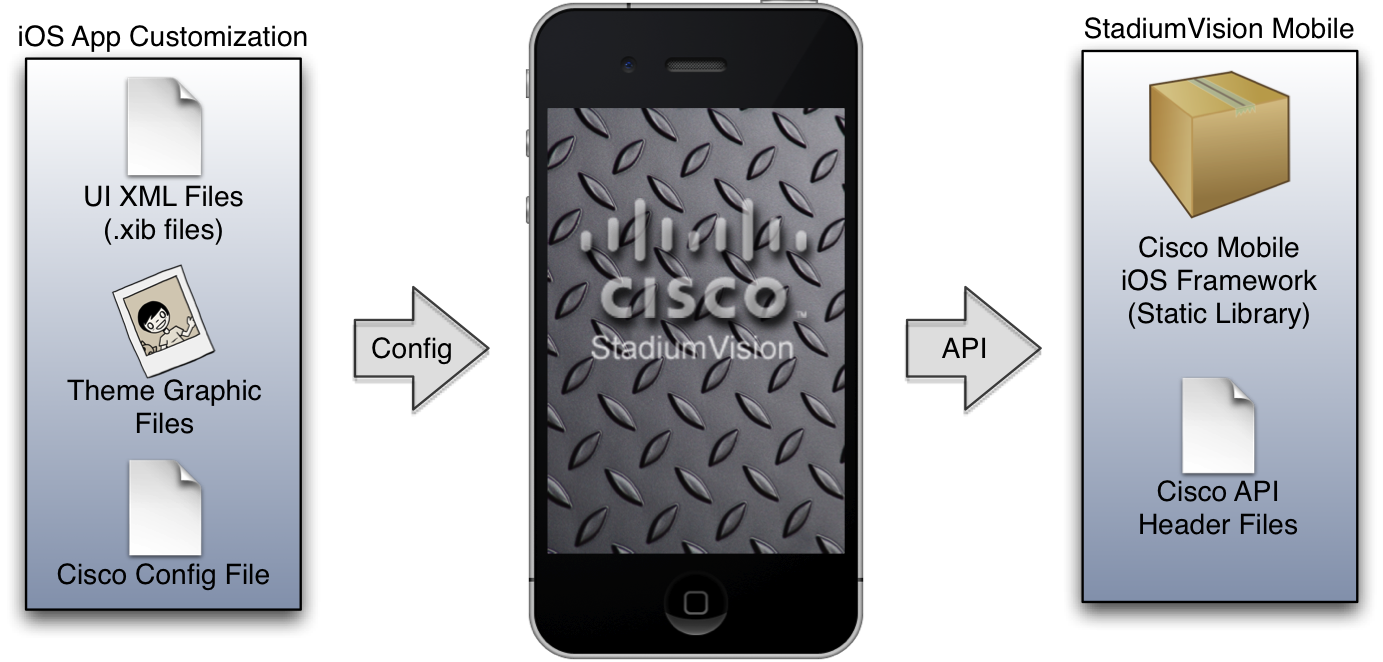 iOS App Customization
UI XML Files
(.xib files)
Theme Graphic
Files
Cisco Config File
Config
CISCO
TM
StadiumVision
API
StadiumVision Mobile
Cisco Mobile
iOS Framework
(Static Library)
Cisco API
Header Files